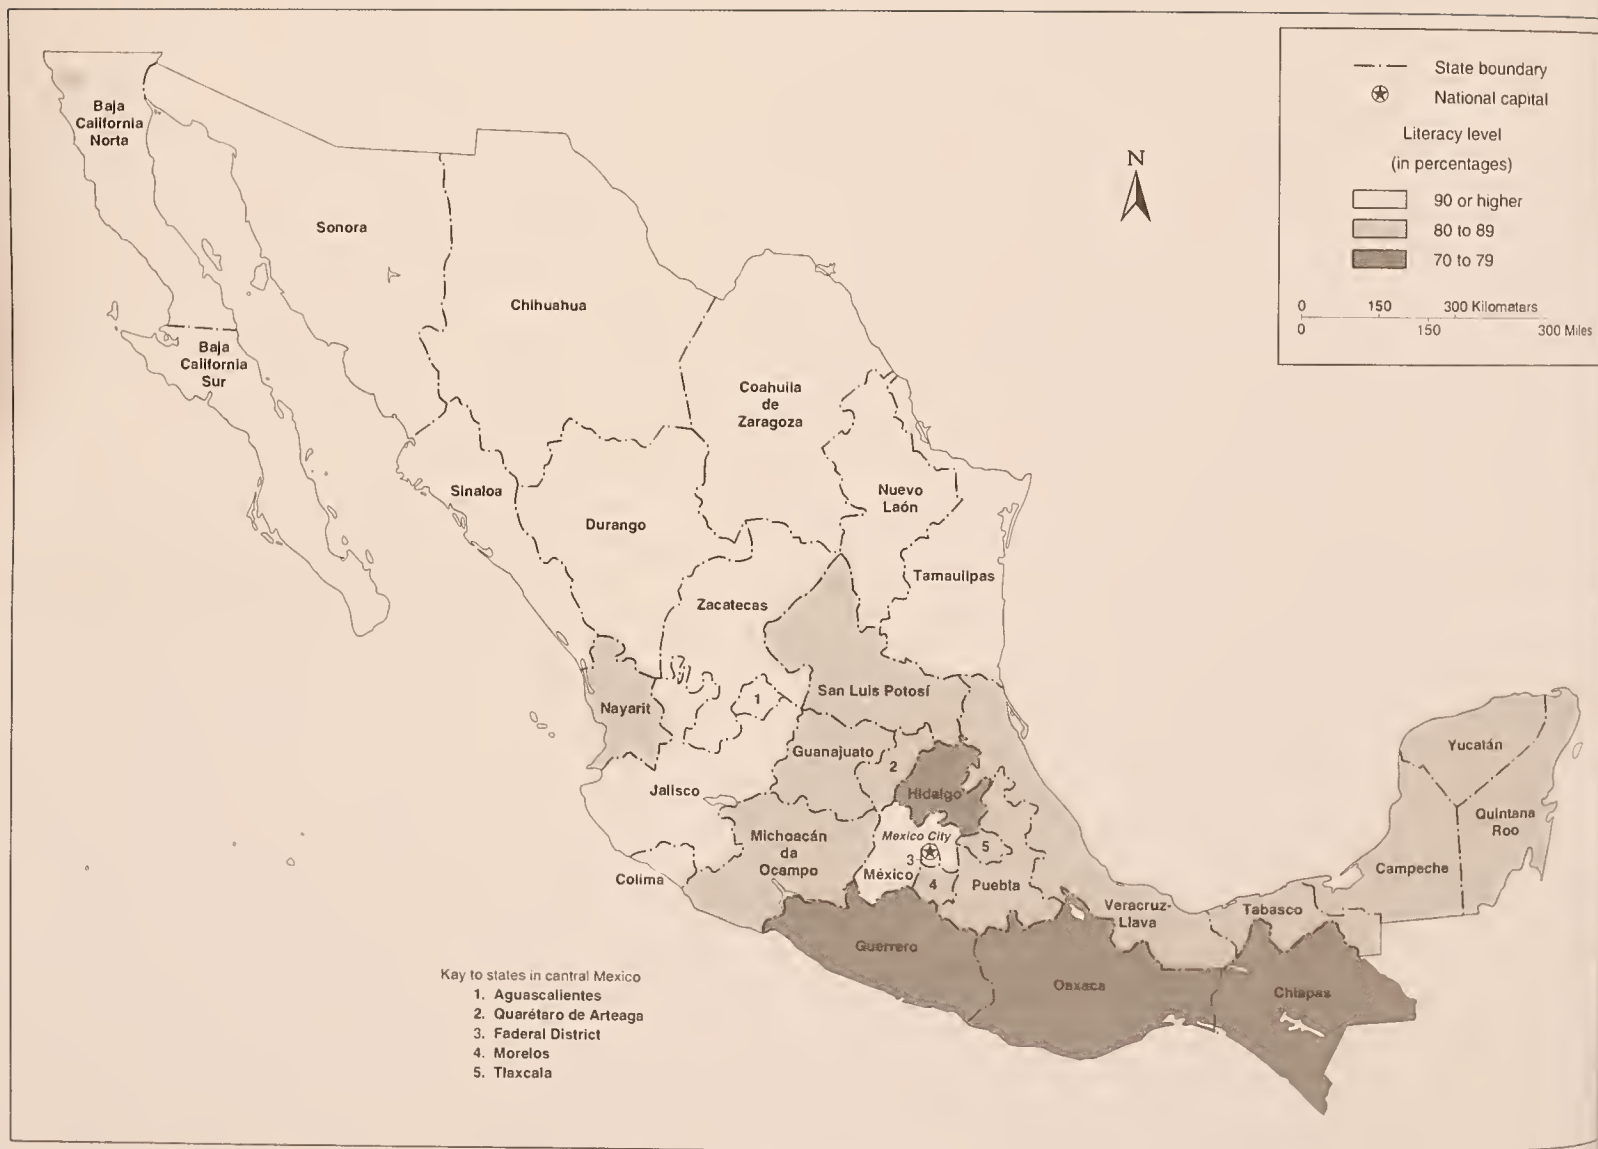 Baja
California
Norta
Sonora
Chihuahua
Baja
California
Sur
Coahuila
de
Zaragoza
Sinaloa
Durango
Nuevo
Laón
Tamaulipas
Zacatecas
San Luis Potosí
Nayarit
1
Guanajuato
2
Hidalgo
Jalisco
Mexico City
3
México
4
5
Puebla
Michoacán
da
Ocampo
Colima
Guerrero
Oaxaca
Veracruz-
Llava
Tabasco
Chiapas
Campeche
Yucatán
Quintana
Roo
N
State boundary
National capital
Literacy level
(in percentages)
90 or higher
80 to 89
70 to 79
0 150 300 Kilomatars
0 150 300 Miles
Kay to states in cantral Mexico
1. Aguascalientes
2. Quarétaro de Arteaga
3. Faderal District
4. Morelos
5. Tlaxcala